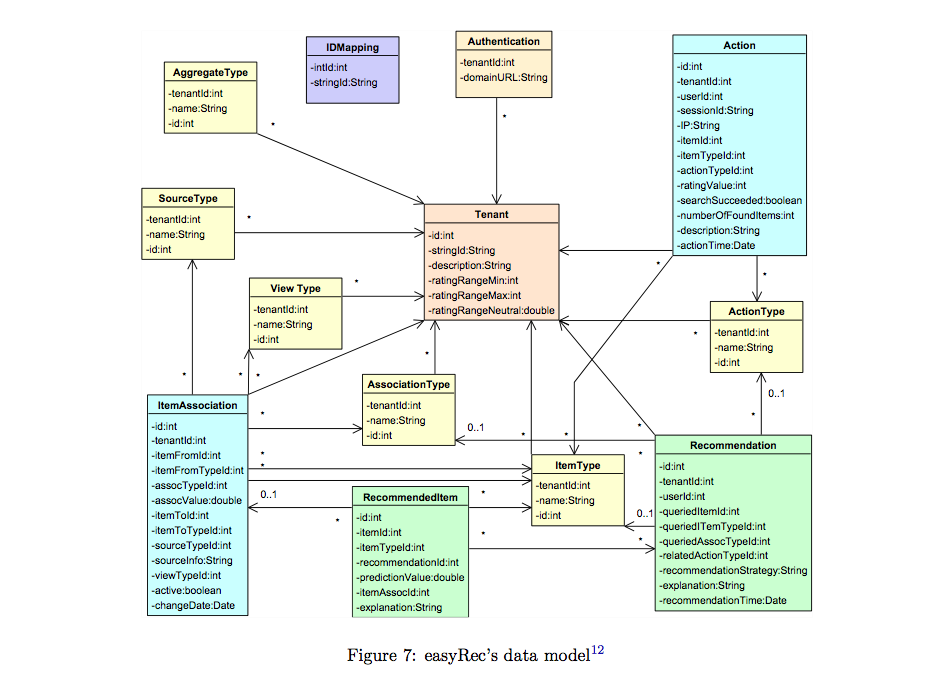 IDMapping
-intId:int
-stringId:String
Authentication
-tenantId:int
-domainURL:String
*
Action
-id:int
-tenantId:int
-userId:int
-sessionId:String
-IP:String
-itemId:int
-itemTypeId:int
-actionTypeId:int
-ratingValue:int
-searchSucceeded:boolean
-numberOfFoundItems:int
-description:String
-actionTime:Date
*
*
AggregateType
-tenantId:int
-name:String
-id:int
*
SourceType
-tenantId:int
-name:String
-id:int
*
Tenant
-id:int
-stringId:String
-description:String
-ratingRangeMin:int
-ratingRangeMax:int
-ratingRangeNeutral:double
View Type
-tenantId:int
-name:String
-id:int
*
ActionType
-tenantId:int
-name:String
-id:int
*
0..1
*
AssociationType
-tenantId:int
-name:String
-id:int
*
0..1
*
*
*
*
*
*
ItemAssociation
-id:int
-tenantId:int
-itemFromId:int
-itemFromTypeId:int
-assocTypeId:int
-assocValue:double
-itemToId:int
-itemToTypeId:int
-sourceTypeId:int
-sourceInfo:String
-viewTypeId:int
-active:boolean
-changeDate:Date
*
*
*
0..1
*
RecommendedItem
-id:int
-itemId:int
-itemTypeId:int
-recommendationId:int
-predictionValue:double
-itemAssocId:int
-explanation:String
*
*
ItemType
-tenantId:int
-name:String
-id:int
0..1
*
*
Recommendation
-id:int
-tenantId:int
-userId:int
-queriedItemId:int
-queriedITemTypeId:int
-queriedAssocTypeId:int
-relatedActionTypeId:int
-recommendationStrategy:String
-explanation:String
-recommendationTime:Date
Figure 7: easyRec's data model12